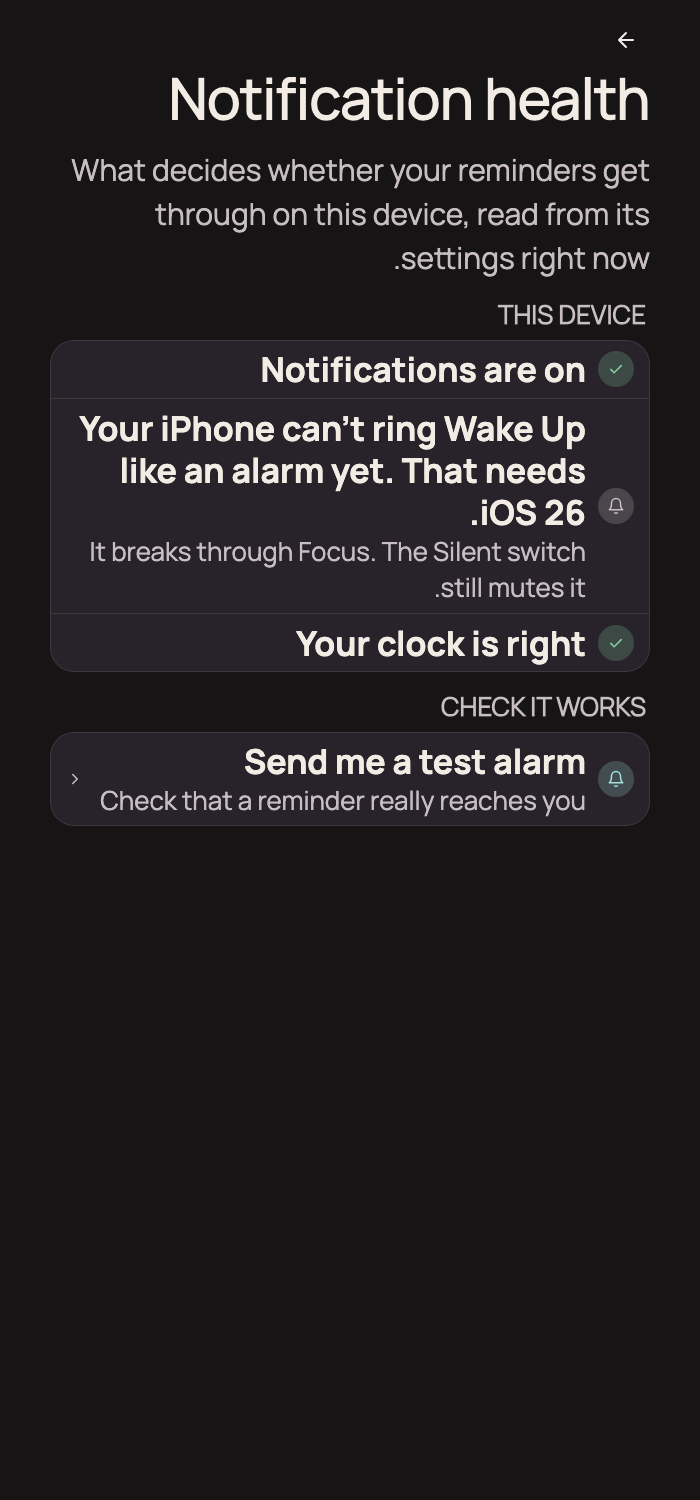 Notification health
What decides whether your reminders get
through on this device, read from its
.settings right now
THIS DEVICE
Notifications are on
Your iPhone can’t ring Wake Up
like an alarm yet. That needs
.iOS 26
It breaks through Focus. The Silent switch
.still mutes it
Your clock is right
CHECK IT WORKS
Send me a test alarm
Check that a reminder really reaches you